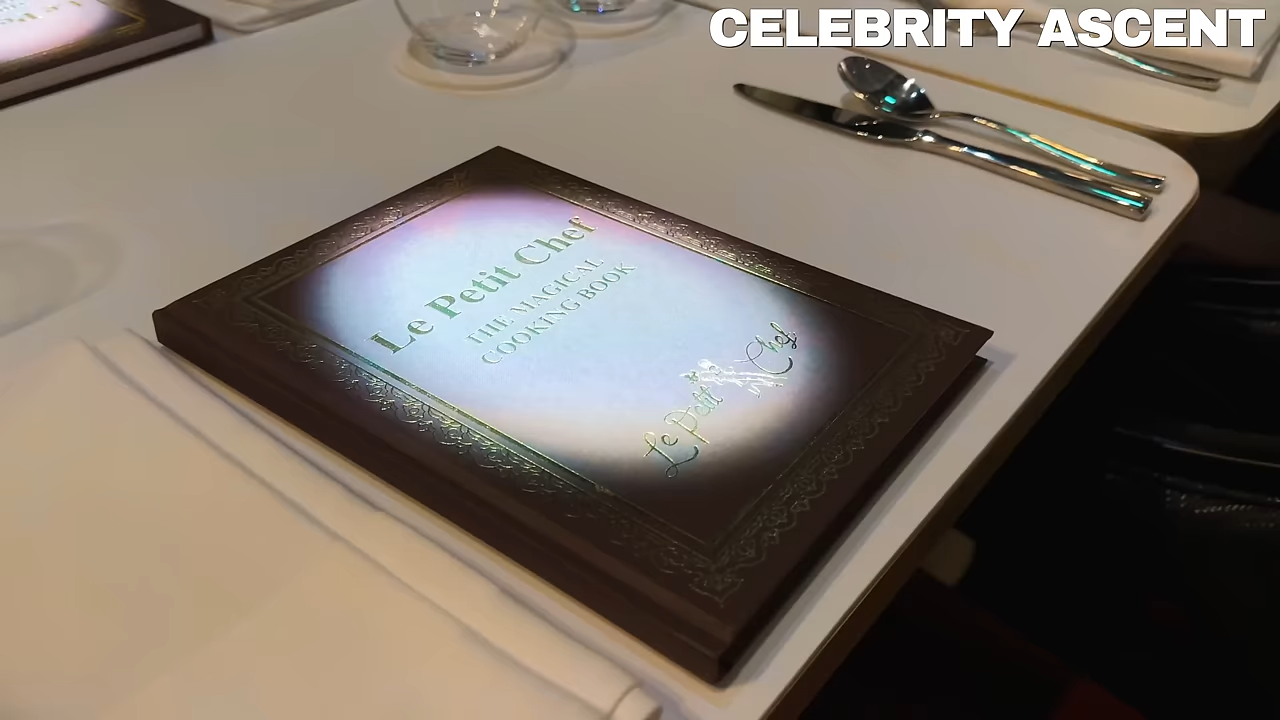 CELEBRITY ASCENT
Le Petit Chef
THE MAGICAL
COOKING BOOK
Le Petit Chef